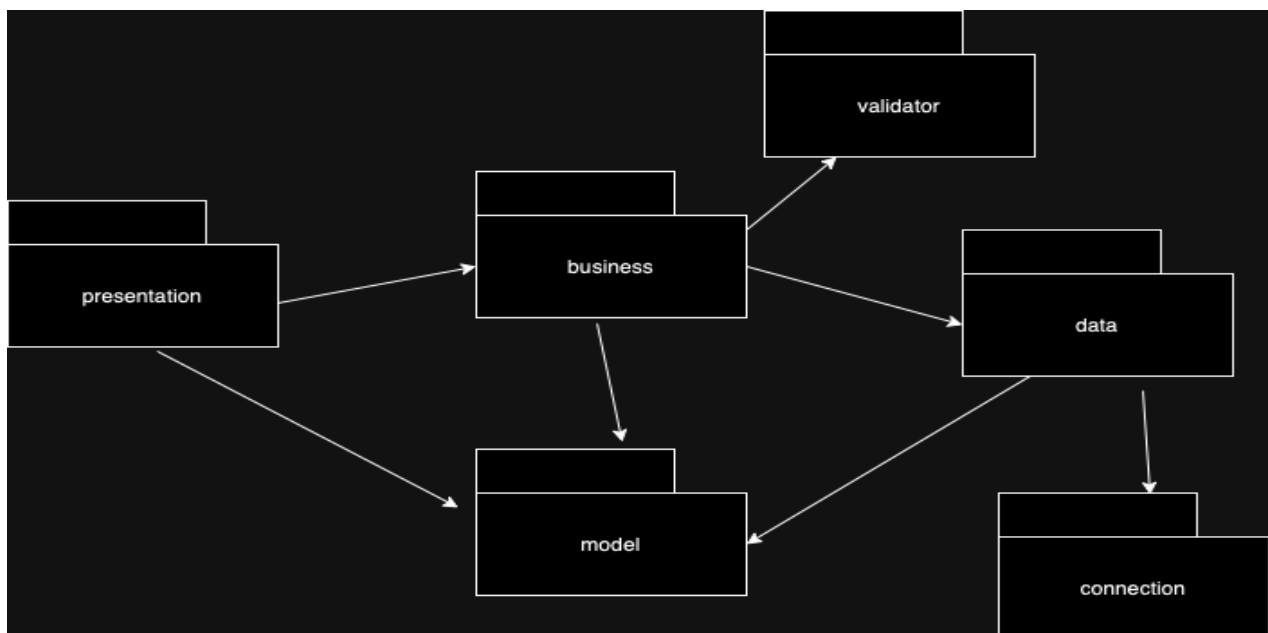 validator
business
presentation
data
model
connection